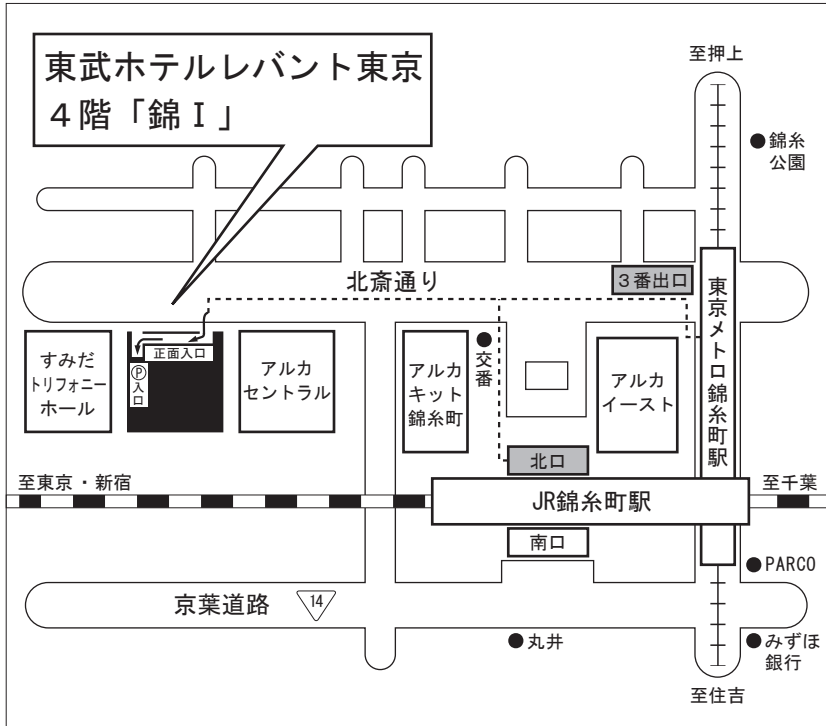 東武ホテルレバント東京
４階「錦Ⅰ」
至押上
錦糸
公園
３番出口
北斎通り
東京メトロ錦糸町駅
すみだ
トリフォニー
ホール
正面入口
Ⓟ入口
アルカ
セントラル
アルカ
キット
錦糸町
交番
アルカ
イースト
北口
至東京・新宿
JR錦糸町駅
至千葉
南口
PARCO
京葉道路
14
丸井
みずほ
銀行
至住吉